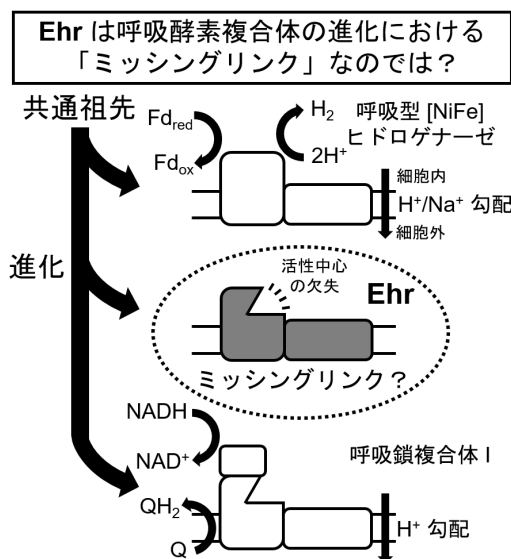 Ehr は呼吸酵素複合体の進化における
「ミッシングリンク」なのでは？
共通祖先
Fdred
Fdox
H2
2H+
呼吸型 [NiFe]
ヒドロゲナーゼ
細胞内
H+/Na+ 勾配
細胞外
進化
活性中心
の欠失
Ehr
ミッシングリンク？
NADH
NAD+
QH2
Q
呼吸鎖複合体 I
H+ 勾配